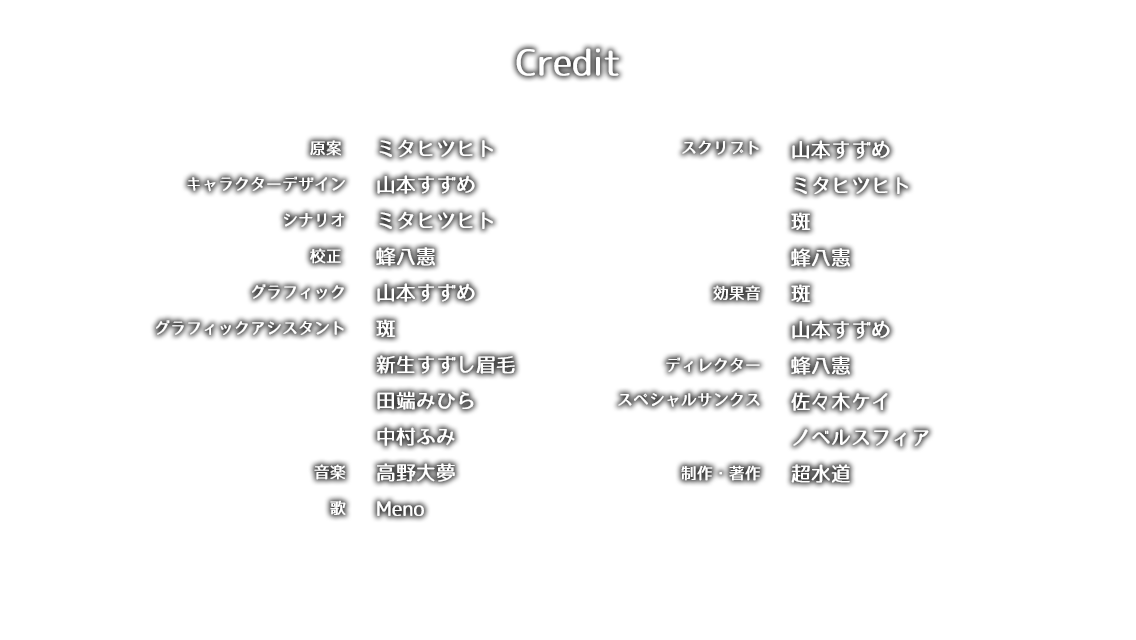 Credit
原案 ミタヒツヒト
キャラクターデザイン 山本すずめ
シナリオ ミタヒツヒト
校正 蜂八憲
グラフィック 山本すずめ
グラフィックアシスタント 斑
新生すずし眉毛
田端みひら
中村ふみ
音楽 高野大夢
歌 Meno
スクリプト 山本すずめ
ミタヒツヒト
斑
蜂八憲
効果音 斑
山本すずめ
ディレクター 蜂八憲
スペシャルサンクス 佐々木ケイ
ノベルスフィア
制作・著作 超水道